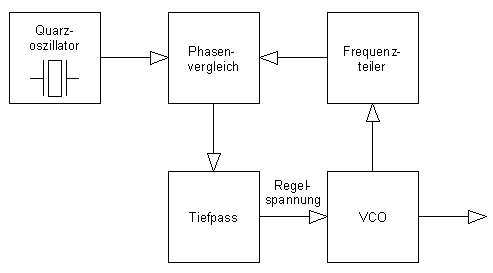 Quarz-
oszillator
Phasen-
vergleich
Frequenz-
teiler
Tiefpass
Regel-
spannung
VCO